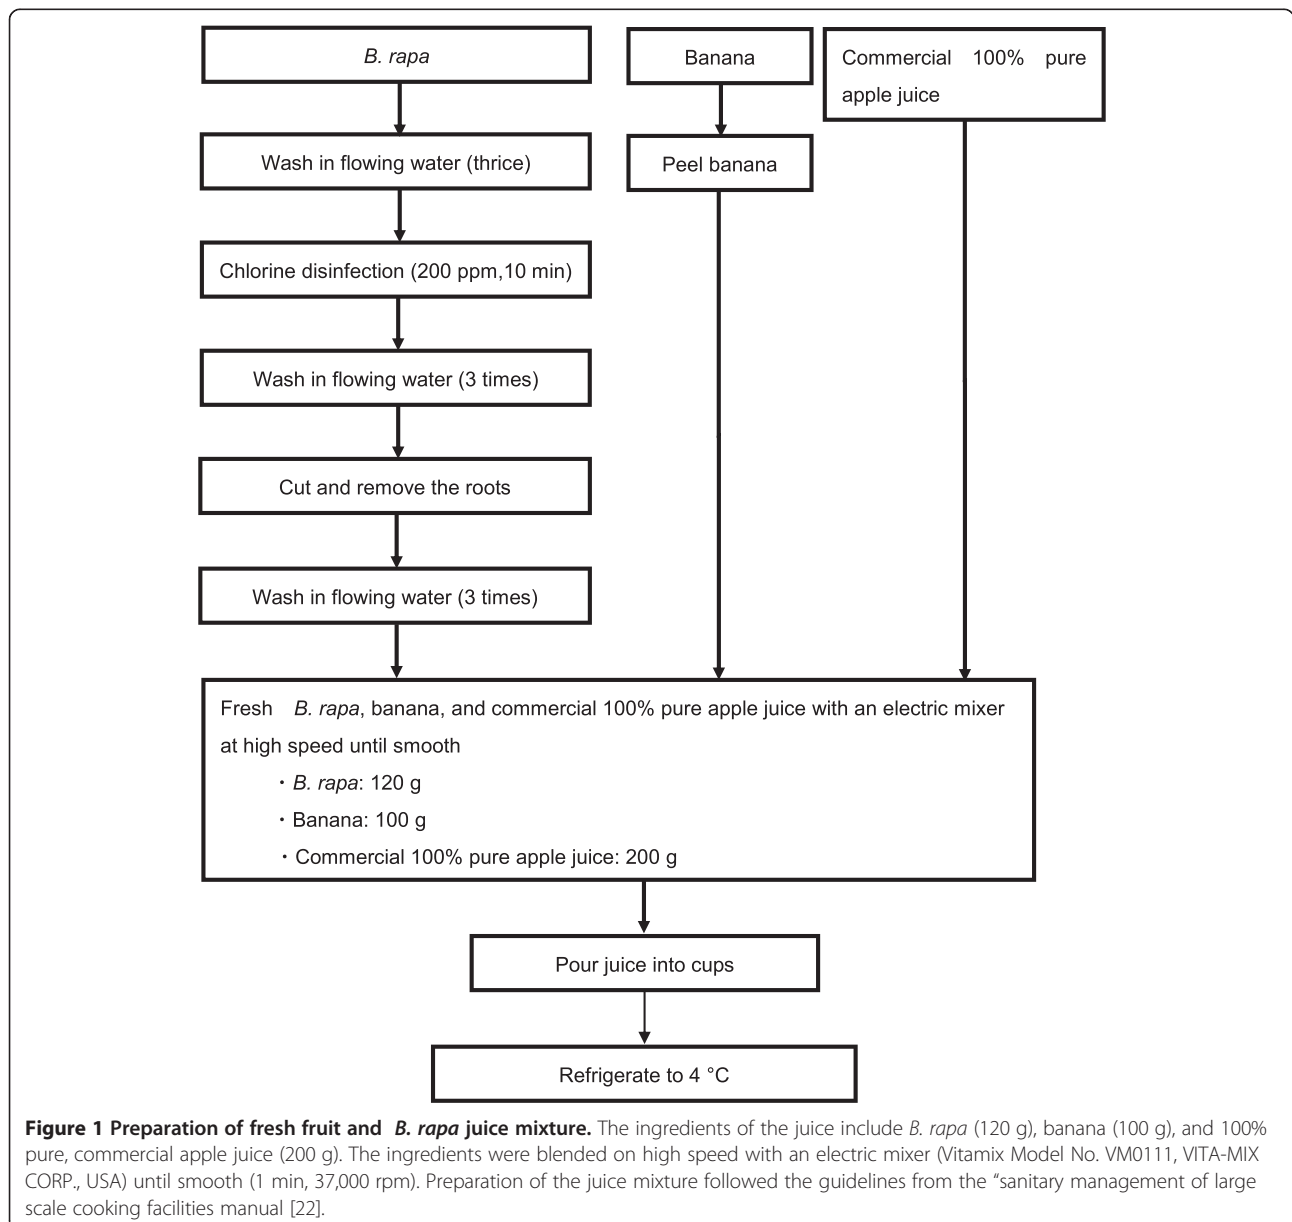 B. rapa
Banana
Commercial 100% pure
apple juice
Wash in flowing water (thrice)
Peel banana
Chlorine disinfection (200 ppm,10 min)
Wash in flowing water (3 times)
Cut and remove the roots
Wash in flowing water (3 times)
Fresh B. rapa, banana, and commercial 100% pure apple juice with an electric mixer
at high speed until smooth
・B. rapa: 120 g
・Banana: 100 g
・Commercial 100% pure apple juice: 200 g
Pour juice into cups
Refrigerate to 4 °C
Figure 1 Preparation of fresh fruit and B. rapa juice mixture. The ingredients of the juice include B. rapa (120 g), banana (100 g), and 100%
pure, commercial apple juice (200 g). The ingredients were blended on high speed with an electric mixer (Vitamix Model No. VM0111, VITA-MIX
CORP., USA) until smooth (1 min, 37,000 rpm). Preparation of the juice mixture followed the guidelines from the “sanitary management of large
scale cooking facilities manual [22].